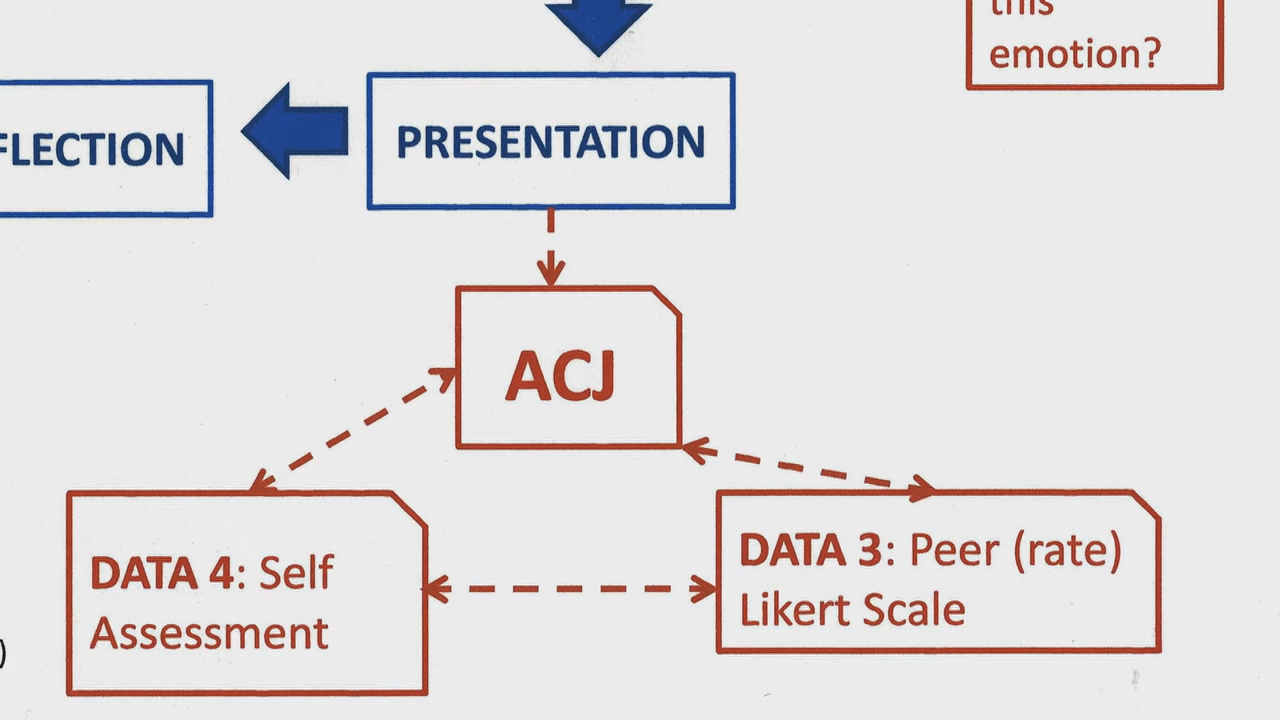 this
emotion?
FLECTION
PRESENTATION
ACJ
DATA 4: Self
Assessment
DATA 3: Peer (rate)
Likert Scale
)